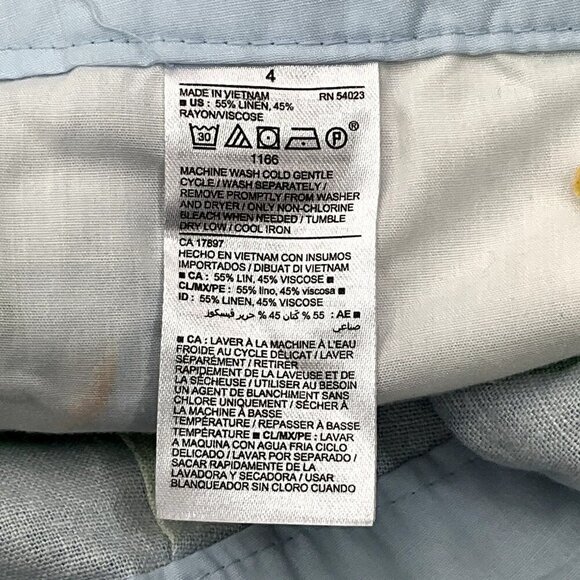 4
MADE IN VIETNAM RN 54023
■ US : 55% LINEN, 45%
RAYON/VISCOSE
30 P ®
1166
MACHINE WASH COLD GENTLE
CYCLE / WASH SEPARATELY /
REMOVE PROMPTLY FROM WASHER
AND DRYER / ONLY NON-CHLORINE
BLEACH WHEN NEEDED / TUMBLE
DRY LOW / COOL IRON
CA 17897
HECHO EN VIETNAM CON INSUMOS
IMPORTADOS / DIBUAT DI VIETNAM
■ CA : 55% LIN, 45% VISCOSE ■
CL/MX/PE : 55% lino, 45% viscosa ■
ID : 55% LINEN, 45% VISCOSE
■ AE : 55 % كتان 45 % حرير فيسكوز
صناعي
■ CA : LAVER À LA MACHINE À L'EAU
FROIDE AU CYCLE DÉLICAT / LAVER
SÉPARÉMENT / RETIRER
RAPIDEMENT DE LA LAVEUSE ET DE
LA SÉCHEUSE / UTILISER AU BESOIN
UN AGENT DE BLANCHIMENT SANS
CHLORE UNIQUEMENT / SÉCHER À
LA MACHINE À BASSE
TEMPÉRATURE / REPASSER À BASSE
TEMPÉRATURE ■ CL/MX/PE : LAVAR
A MAQUINA CON AGUA FRIA CICLO
DELICADO / LAVAR POR SEPARADO /
SACAR RAPIDAMENTE DE LA
LAVADORA Y SECADORA / USAR
BLANQUEADOR SIN CLORO CUANDO